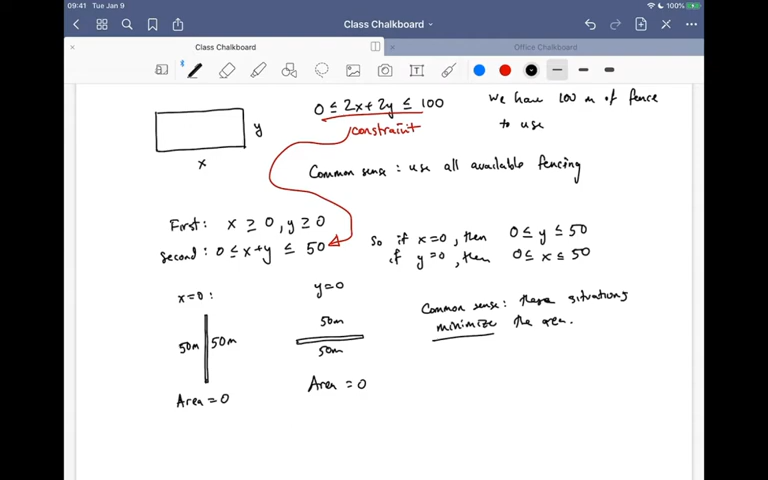 09:41 Tue Jan 9
100%
Class Chalkboard
Class Chalkboard
Office Chalkboard
0 ≤ 2x + 2y ≤ 100
We have 100 m of fence
to use
y
constraint
x
Common sense: use all available fencing
First: x ≥ 0, y ≥ 0
second: 0 ≤ x+y ≤ 50
So if x=0, then 0 ≤ y ≤ 50
if y=0, then 0 ≤ x ≤ 50
x=0:
y=0
Common sense: these situations
minimize the area.
50m
50m 50m
50m
Area = 0
Area = 0